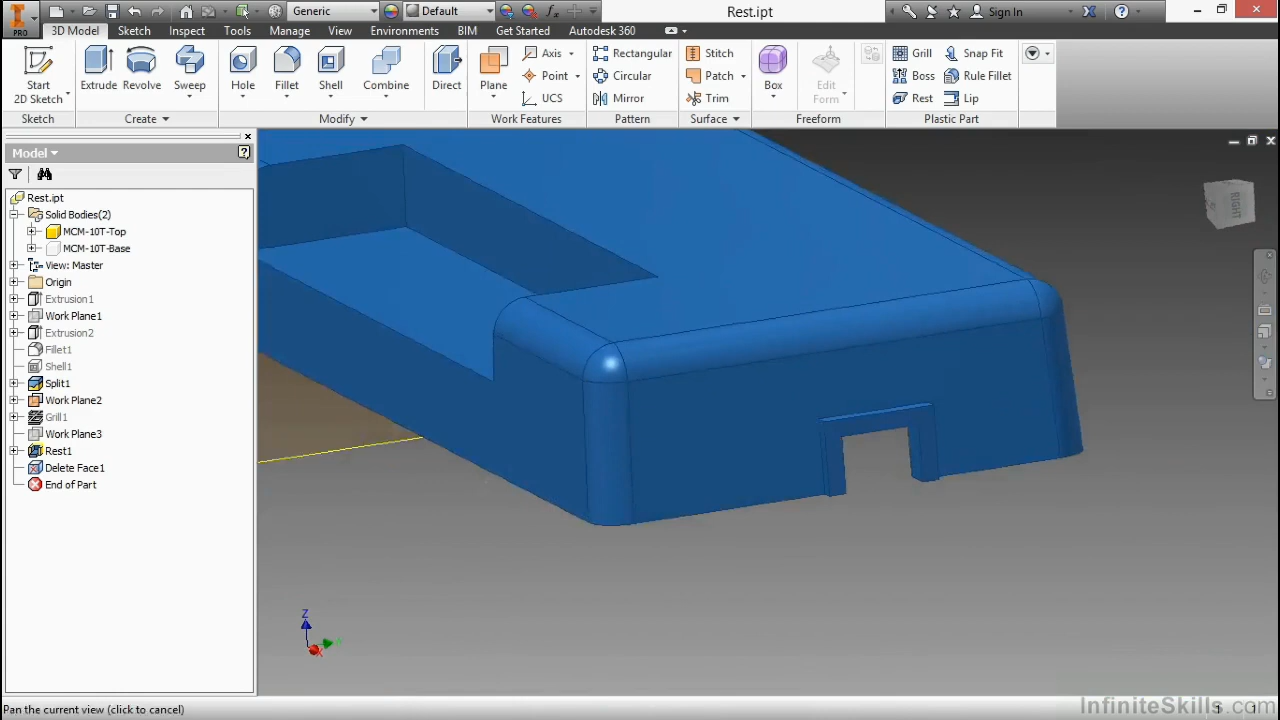 PRO
Generic
Default
fx
Rest.ipt
Sign In
3D Model
Sketch
Inspect
Tools
Manage
View
Environments
BIM
Get Started
Autodesk 360
Start
2D Sketch
Extrude
Revolve
Sweep
Hole
Fillet
Shell
Combine
Direct
Plane
Axis
Point
UCS
Rectangular
Circular
Mirror
Stitch
Patch
Trim
Box
Edit
Form
Grill
Boss
Rest
Snap Fit
Rule Fillet
Lip
Sketch
Create
Modify
Work Features
Pattern
Surface
Freeform
Plastic Part
Model
Rest.ipt
Solid Bodies(2)
MCM-10T-Top
MCM-10T-Base
View: Master
Origin
Extrusion1
Work Plane1
Extrusion2
Fillet1
Shell1
Split1
Work Plane2
Grill1
Work Plane3
Rest1
Delete Face1
End of Part
RIGHT
Z
Pan the current view (click to cancel)
1
1
InfiniteSkills.com